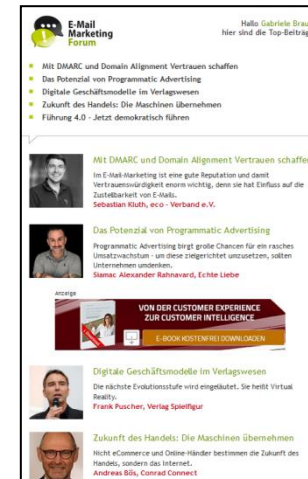 E-Mail
Marketing
Forum
Hallo Gabriele Brau
hier sind die Top-Beiträg
Mit DMARC und Domain Alignment Vertrauen schaffen
Das Potenzial von Programmatic Advertising
Digitale Geschäftsmodelle im Verlagswesen
Zukunft des Handels: Die Maschinen übernehmen
Führung 4.0 - Jetzt demokratisch führen
Mit DMARC und Domain Alignment Vertrauen schaffen
Im E-Mail-Marketing ist eine gute Reputation und damit
Vertrauenswürdigkeit enorm wichtig, denn sie hat Einfluss auf die
Zustellbarkeit von E-Mails.
Sebastian Kluth, eco - Verband e.V.
Das Potenzial von Programmatic Advertising
Programmatic Advertising birgt große Chancen für ein rasches
Umsatzwachstum - um diese zielgerichtet umzusetzen, sollten
Unternehmen umdenken.
Siamac Alexander Rahnavard, Echte Liebe
Anzeige
VON DER CUSTOMER EXPERIENCE
ZUR CUSTOMER INTELLIGENCE
E-BOOK KOSTENFREI DOWNLOADEN
Digitale Geschäftsmodelle im Verlagswesen
Die nächste Evolutionsstufe wird eingeläutet. Sie heißt Virtual
Reality.
Frank Puscher, Verlag Spielfigur
Zukunft des Handels: Die Maschinen übernehmen
Nicht eCommerce und Online-Händler bestimmen die Zukunft des
Handels, sondern das Internet.
Andreas Bös, Conrad Connect